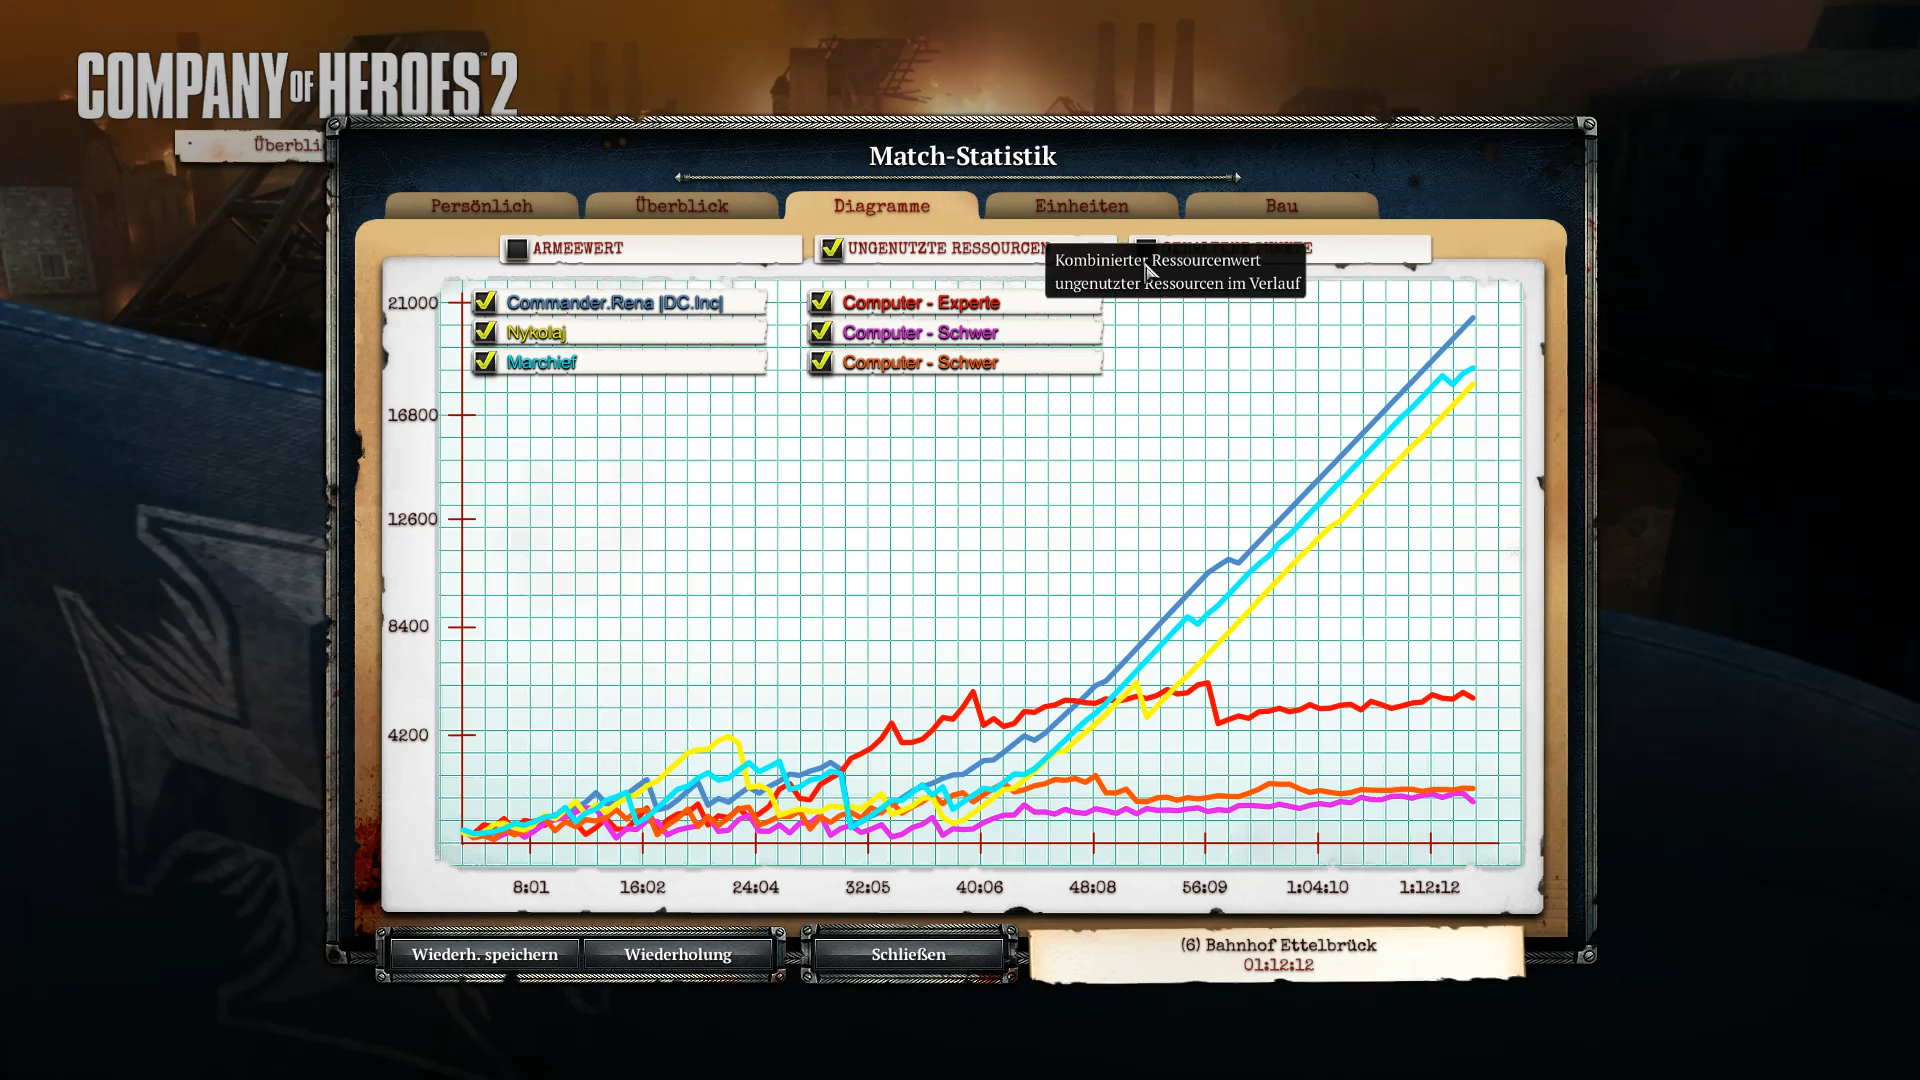 COMPANY OF HEROES 2
Überbli
Match-Statistik
Persönlich
Überblick
Diagramme
Einheiten
Bau
ARMEEWERT
UNGENUTZTE RESSOURCEN
Kombinierter Ressourcenwert
ungenutzter Ressourcen im Verlauf
Commander.Rena |DC.Inc|
Computer - Experte
Nykolaj
Computer - Schwer
Marchief
Computer - Schwer
21000
16800
12600
8400
4200
8:01
16:02
24:04
32:05
40:06
48:08
56:09
1:04:10
1:12:12
Wiederh. speichern
Wiederholung
Schließen
(6) Bahnhof Ettelbrück
01:12:12